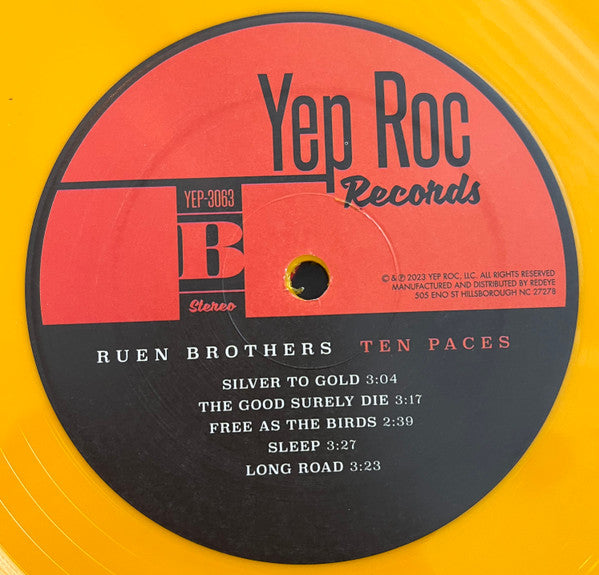 Yep Roc
Records
YEP-3063
B
Stereo
© & ℗ 2023 YEP ROC, LLC. ALL RIGHTS RESERVED
MANUFACTURED AND DISTRIBUTED BY REDEYE
505 ENO ST HILLSBOROUGH NC 27278
RUEN BROTHERS TEN PACES
SILVER TO GOLD 3:04
THE GOOD SURELY DIE 3:17
FREE AS THE BIRDS 2:39
SLEEP 3:27
LONG ROAD 3:23